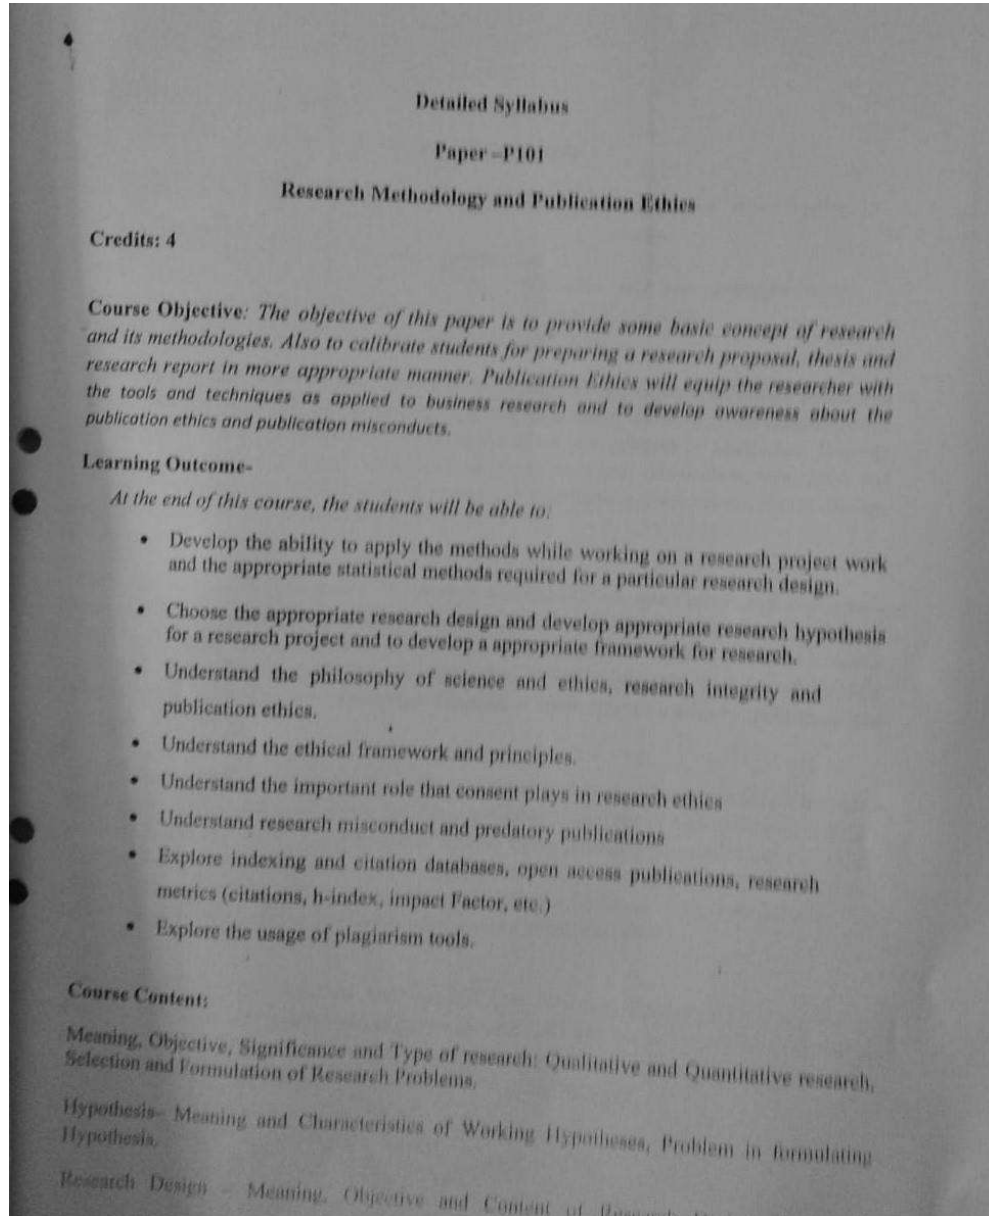 Detailed Syllabus
Paper –P101
Research Methodology and Publication Ethics
Credits: 4
Course Objective: The objective of this paper is to provide some basic concept of research
and its methodologies. Also to calibrate students for preparing a research proposal, thesis and
research report in more appropriate manner. Publication Ethics will equip the researcher with
the tools and techniques as applied to business research and to develop awareness about the
publication ethics and publication misconducts.
Learning Outcome-
At the end of this course, the students will be able to:
• Develop the ability to apply the methods while working on a research project work
and the appropriate statistical methods required for a particular research design.
• Choose the appropriate research design and develop appropriate research hypothesis
for a research project and to develop a appropriate framework for research.
• Understand the philosophy of science and ethics, research integrity and
publication ethics.
• Understand the ethical framework and principles.
• Understand the important role that consent plays in research ethics
• Understand research misconduct and predatory publications
• Explore indexing and citation databases, open access publications, research
metrics (citations, h-index, impact Factor, etc.)
• Explore the usage of plagiarism tools.
Course Content:
Meaning, Objective, Significance and Type of research: Qualitative and Quantitative research,
Selection and Formulation of Research Problems.
Hypothesis– Meaning and Characteristics of Working Hypotheses, Problem in formulating
Hypothesis.
Research Design – Meaning, Objective and Content of